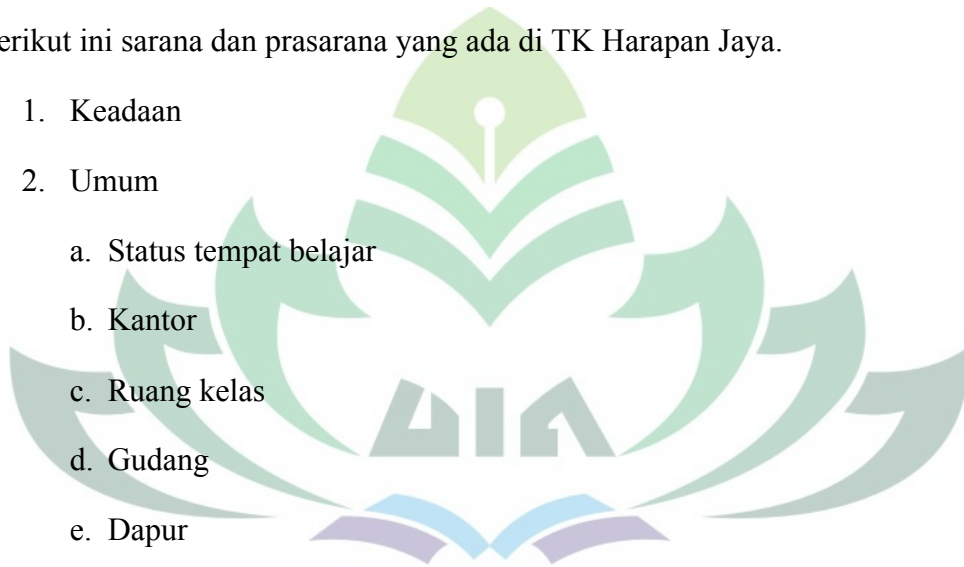 erikut ini sarana dan prasarana yang ada di TK Harapan Jaya.
1. Keadaan
2. Umum
a. Status tempat belajar
b. Kantor
c. Ruang kelas
UIN
d. Gudang
e. Dapur